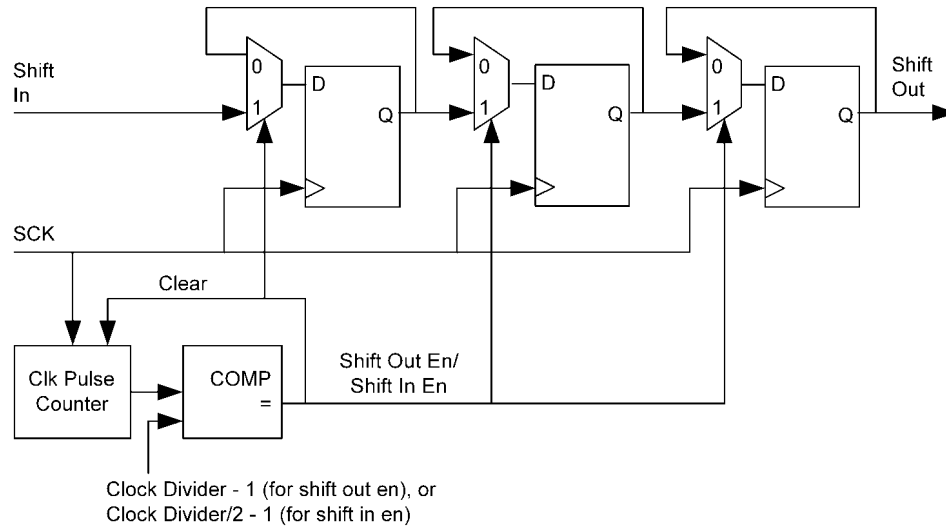 Shift
In
0
1
D
Q
0
1
D
Q
0
1
D
Q
Shift
Out
SCK
Clear
Clk Pulse
Counter
COMP
=
Shift Out En/
Shift In En
Clock Divider - 1 (for shift out en), or
Clock Divider/2 - 1 (for shift in en)